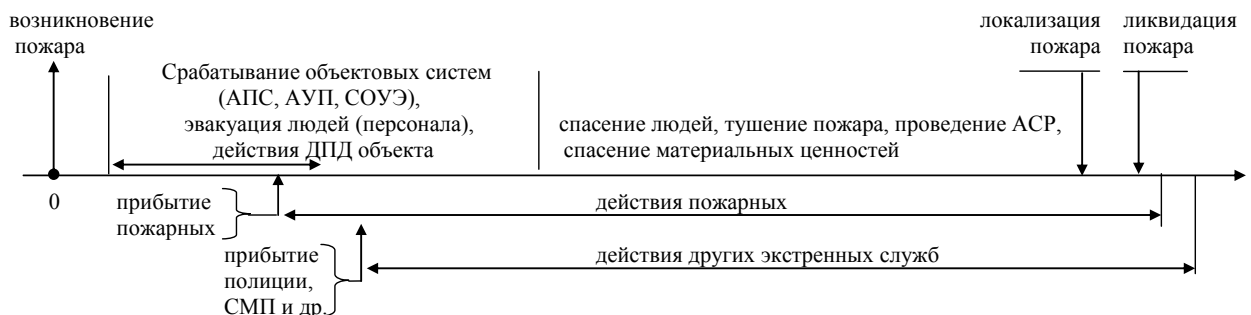 возникновение
пожара
локализация
пожара
ликвидация
пожара
Срабатывание объектовых систем
(АПС, АУП, СОУЭ),
эвакуация людей (персонала),
действия ДПД объекта
спасение людей, тушение пожара, проведение АСР,
спасение материальных ценностей
0
прибытие
пожарных
действия пожарных
прибытие
полиции,
СМП и др.
действия других экстренных служб